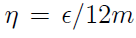 η = ϵ/12m